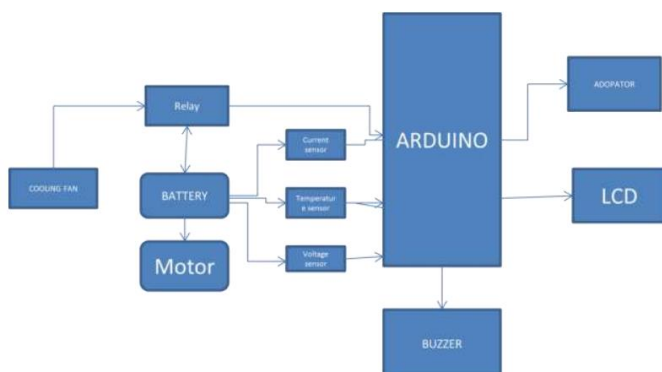 Relay
ARDUINO
ADOPATOR
Current
sensor
COOLING FAN
BATTERY
Temperatur
e sensor
LCD
Motor
Voltage
sensor
BUZZER